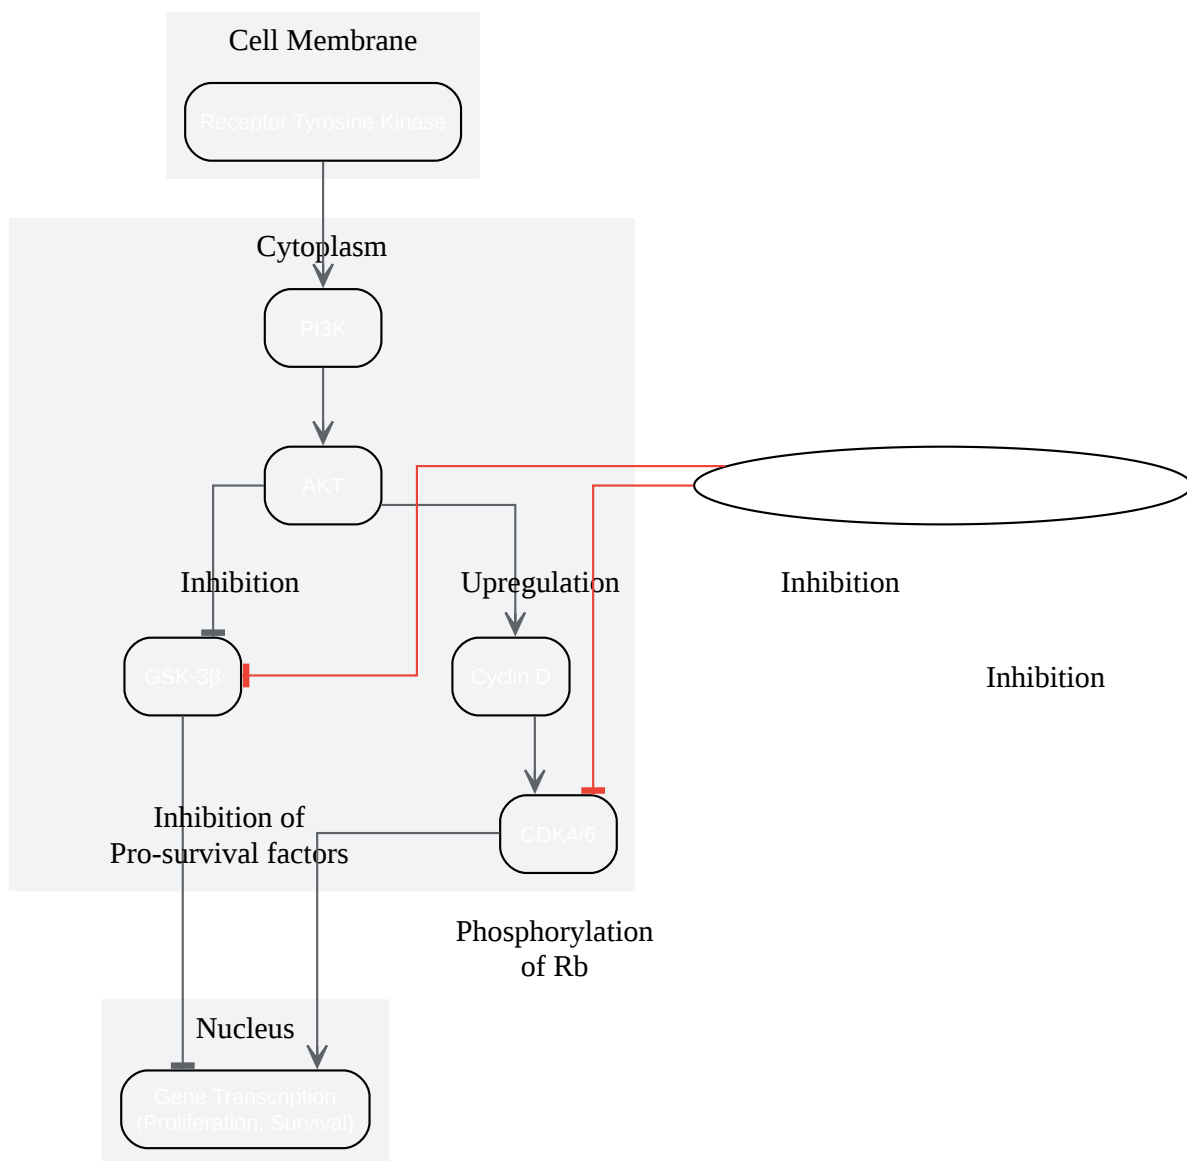 Cell Membrane
Receptor Tyrosine Kinase
Cytoplasm
PI3K
AKT
Inhibition
Upregulation
Inhibition
GSK-3β
Cyclin D
Inhibition
Inhibition of
Pro-survival factors
CDK4/6
Phosphorylation
of Rb
Nucleus
Gene Transcription
(Proliferation, Survival)